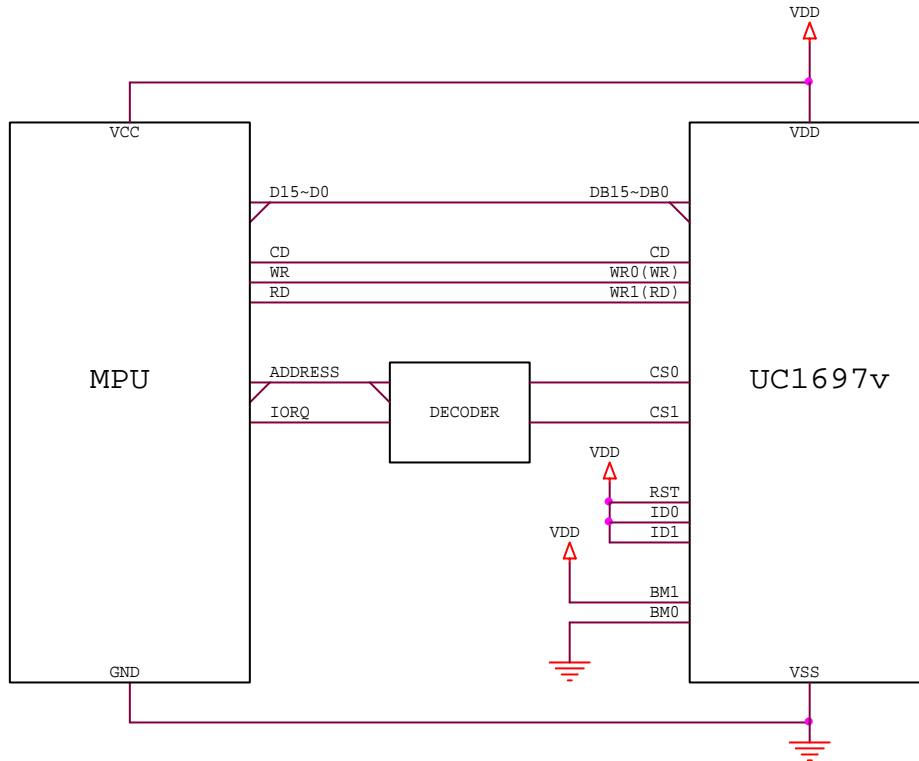 VDD
VCC
VDD
D15~D0 DB15~DB0
CD CD
WR WR0(WR)
RD WR1(RD)
MPU
ADDRESS CS0
UC1697v
IORQ DECODER CS1
VDD
RST
ID0
VDD ID1
BM1
BM0
GND
VSS